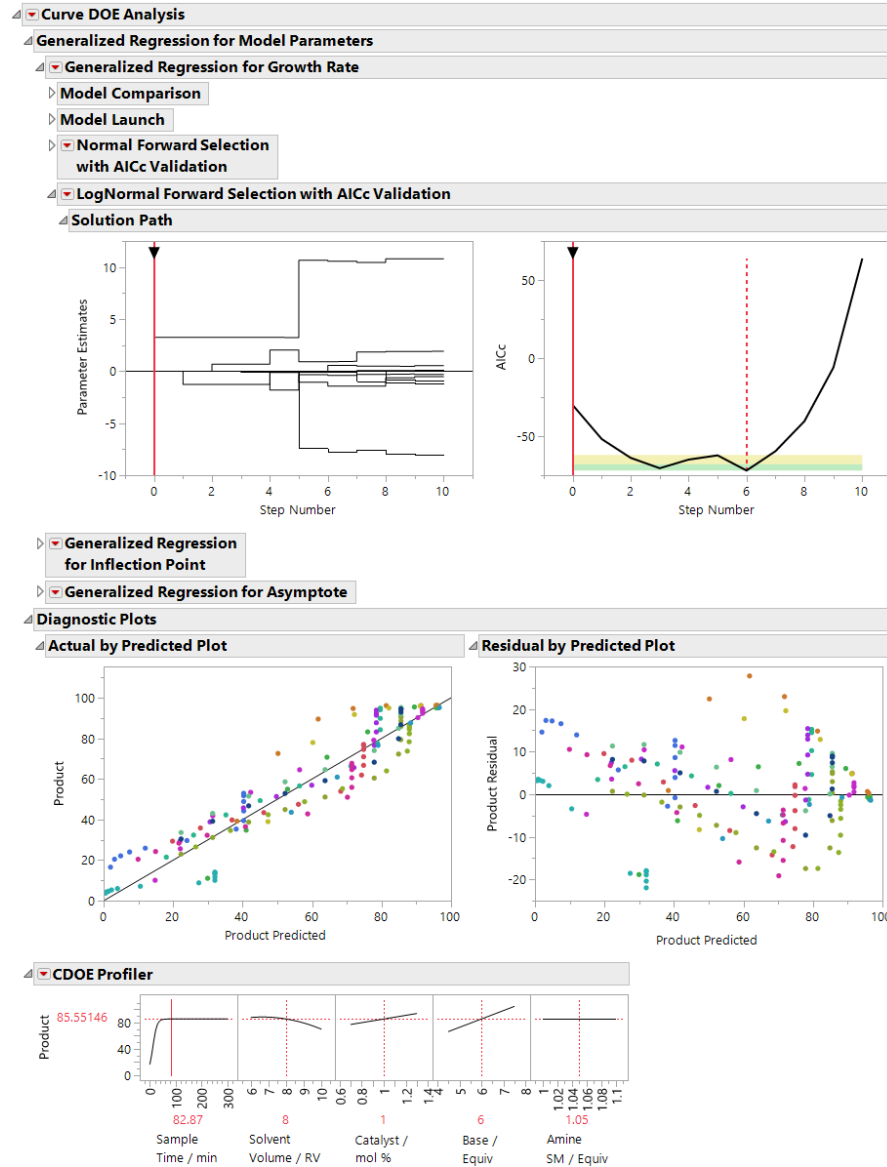 Curve DOE Analysis
Generalized Regression for Model Parameters
Generalized Regression for Growth Rate
Model Comparison
Model Launch
Normal Forward Selection
with AICc Validation
LogNormal Forward Selection with AICc Validation
Solution Path
Parameter Estimates
10
5
0
-5
-10
0 2 4 6 8 10
Step Number
AICc
50
0
-50
0 2 4 6 8 10
Step Number
Generalized Regression
for Inflection Point
Generalized Regression for Asymptote
Diagnostic Plots
Actual by Predicted Plot
Product
100
80
60
40
20
0
0 20 40 60 80 100
Product Predicted
Residual by Predicted Plot
Product Residual
30
20
10
0
-10
-20
0 20 40 60 80 100
Product Predicted
CDOE Profiler
Product
85.55146
80
40
0
0 100 200 300
6 7 8 9 10
0.6 0.8 1 1.2 1.4
5 6 7 8
1 1.02 1.04 1.06 1.08 1.1
82.87 8 1 6 1.05
Sample Solvent Catalyst / Base / Amine
Time / min Volume / RV mol % Equiv SM / Equiv